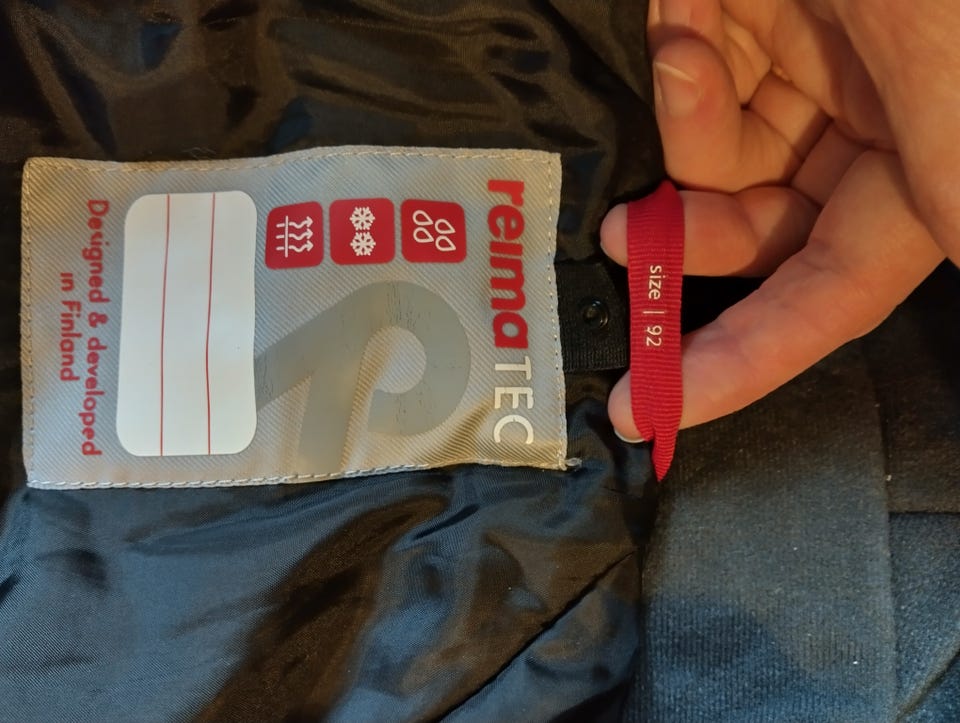 reima TEC
Designed & developed
in Finland
size | 92